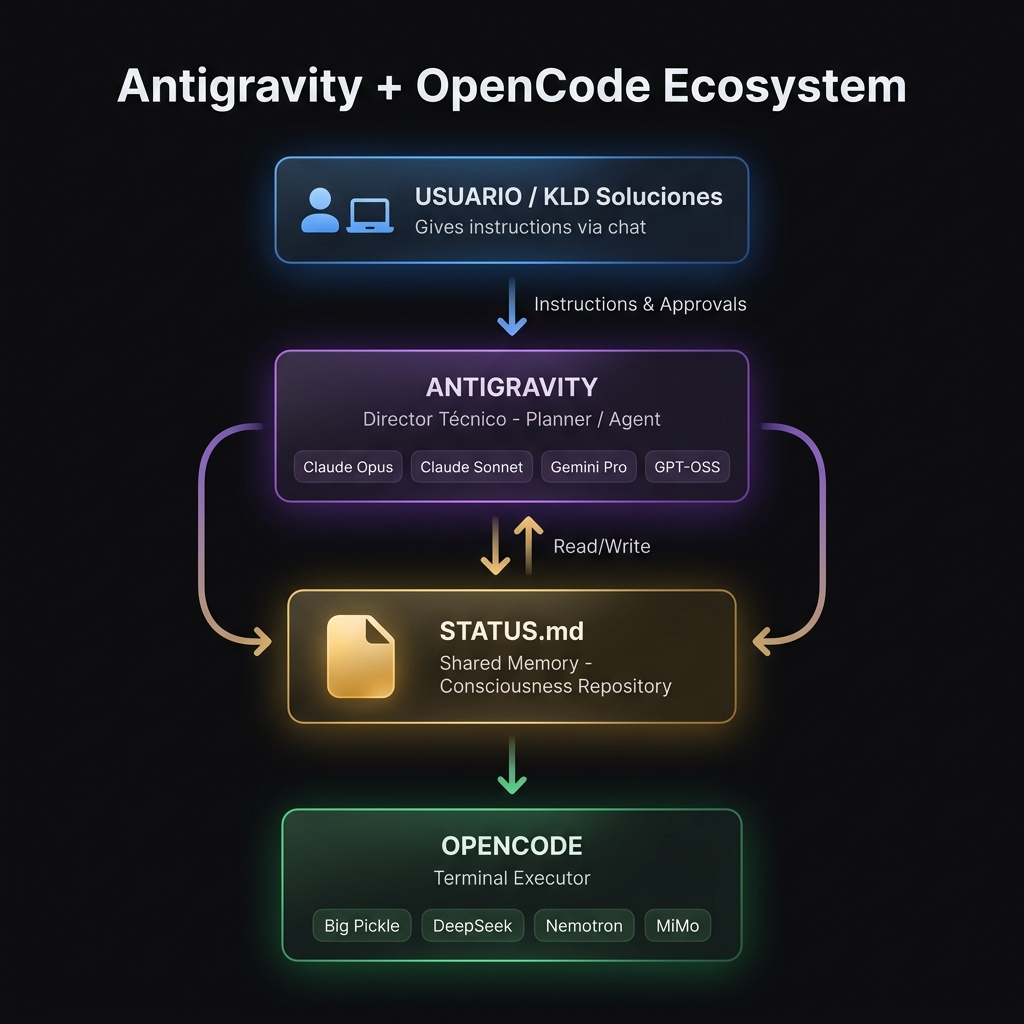 Antigravity + OpenCode Ecosystem
USUARIO / KLD Soluciones
Gives instructions via chat
Instructions & Approvals
ANTIGRAVITY
Director Técnico - Planner / Agent
Claude Opus
Claude Sonnet
Gemini Pro
GPT-OSS
Read/Write
STATUS.md
Shared Memory -
Consciousness Repository
OPENCODE
Terminal Executor
Big Pickle
DeepSeek
Nemotron
MiMo